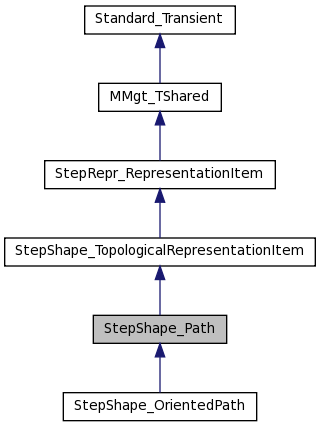 Standard_Transient
MMgt_TShared
StepRepr_RepresentationItem
StepShape_TopologicalRepresentationItem
StepShape_Path
StepShape_OrientedPath